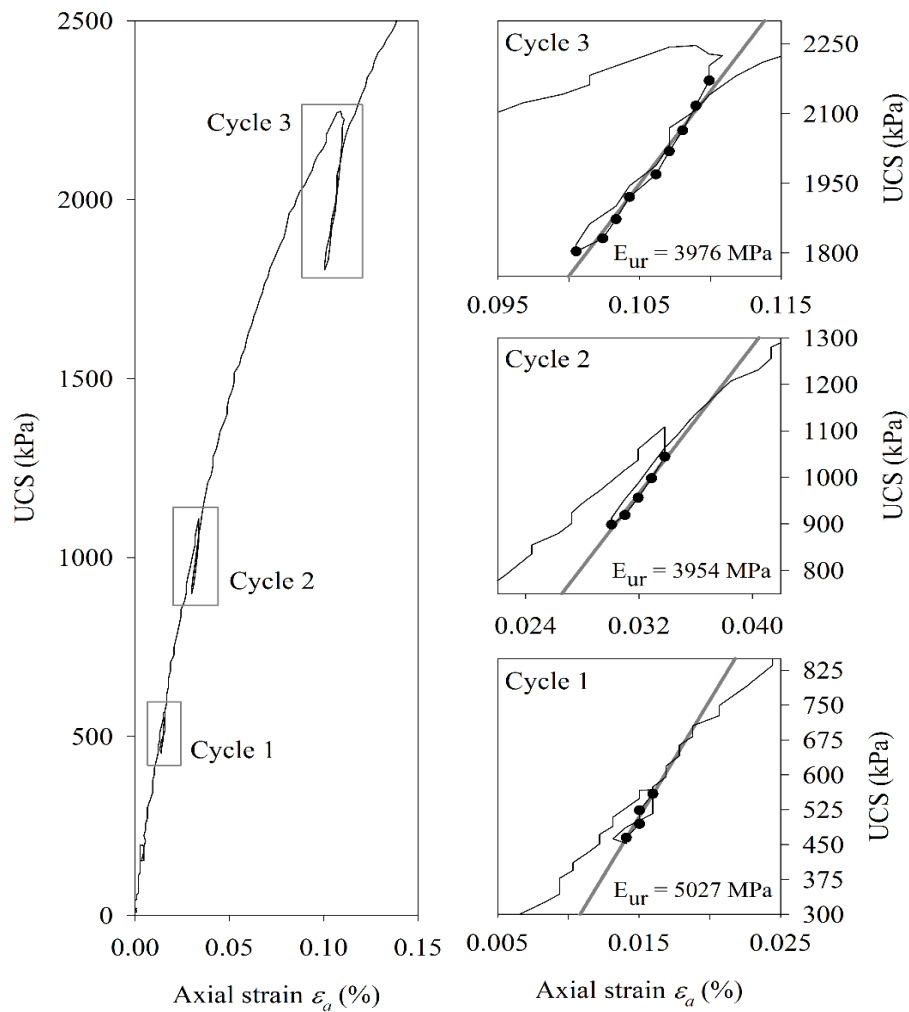 2500
2000
1500
1000
500
0
UCS (kPa)
Cycle 3
Cycle 2
Cycle 1
0.00 0.05 0.10 0.15
Axial strain εa (%)
Cycle 3
2250
2100
1950
1800
UCS (kPa)
Eur = 3976 MPa
0.095 0.105 0.115
Cycle 2
1300
1200
1100
1000
900
800
UCS (kPa)
Eur = 3954 MPa
0.024 0.032 0.040
Cycle 1
825
750
675
600
525
450
375
300
UCS (kPa)
Eur = 5027 MPa
0.005 0.015 0.025
Axial strain εa (%)